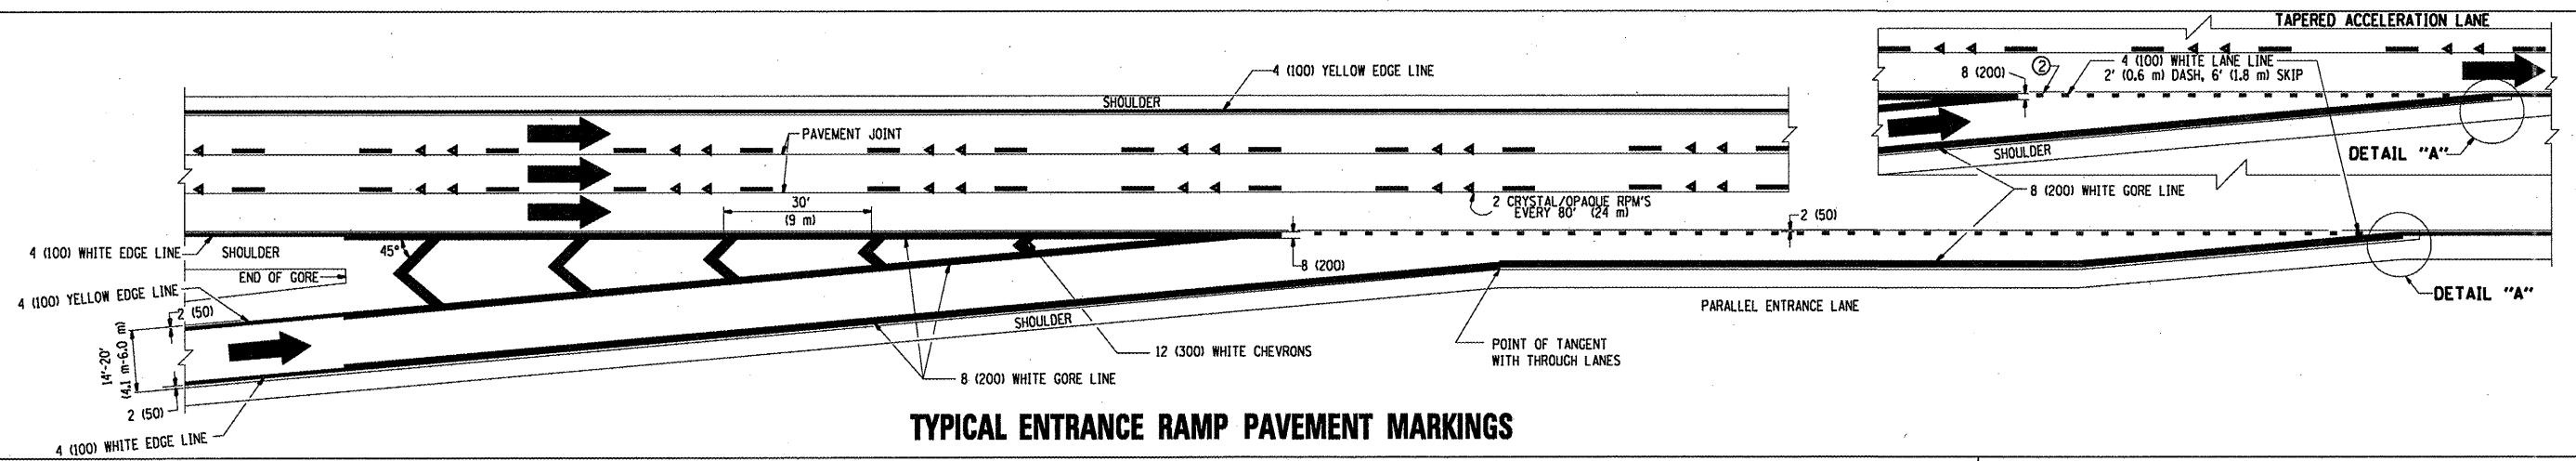 TAPERED ACCELERATION LANE
4 (100) YELLOW EDGE LINE
8 (200)
2
4 (100) WHITE LANE LINE
2' (0.6 m) DASH, 6' (1.8 m) SKIP
SHOULDER
PAVEMENT JOINT
SHOULDER
DETAIL "A"
8 (200) WHITE GORE LINE
30'
(9 m)
2 CRYSTAL/OPAQUE RPM'S
EVERY 80' (24 m)
2 (50)
4 (100) WHITE EDGE LINE
SHOULDER
45°
END OF GORE
8 (200)
4 (100) YELLOW EDGE LINE
2 (50)
DETAIL "A"
PARALLEL ENTRANCE LANE
SHOULDER
14'-20'
(4.1 m-6.0 m)
12 (300) WHITE CHEVRONS
POINT OF TANGENT
WITH THROUGH LANES
8 (200) WHITE GORE LINE
2 (50)
4 (100) WHITE EDGE LINE
TYPICAL ENTRANCE RAMP PAVEMENT MARKINGS